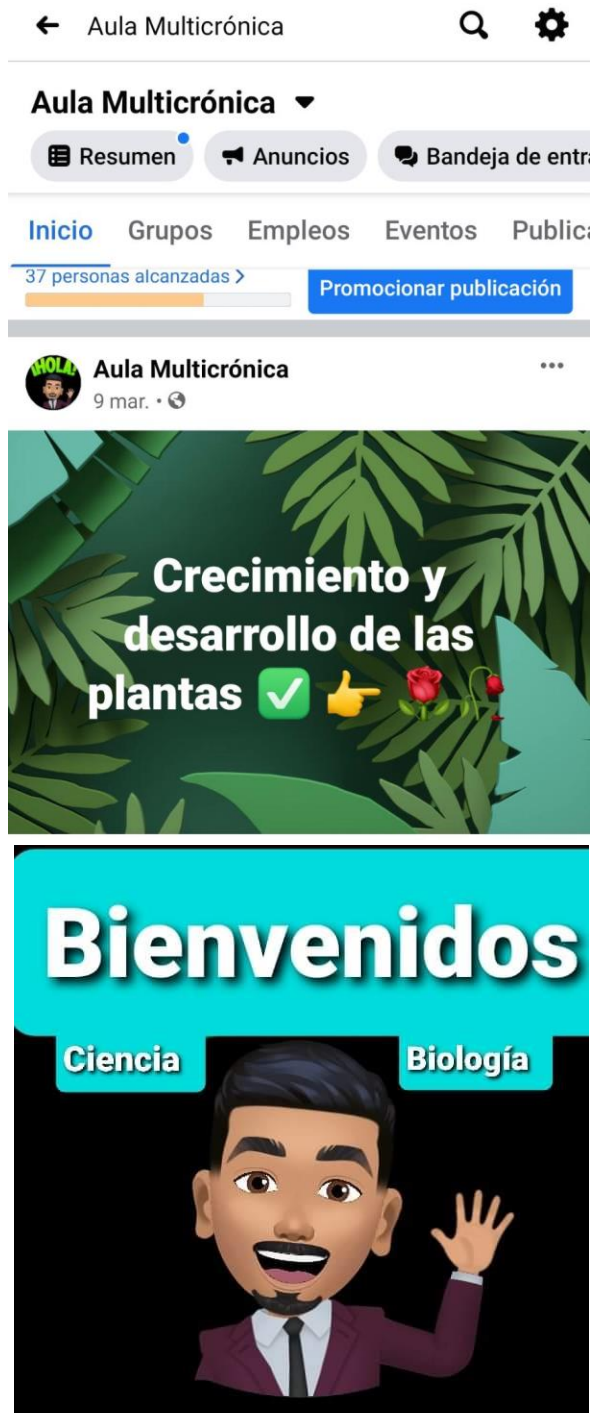 Aula Multicrónica
Aula Multicrónica
Resumen Anuncios Bandeja de entra
Inicio Grupos Empleos Eventos Publica
37 personas alcanzadas
Promocionar publicación
¡HOLA!
Aula Multicrónica
9 mar.
Crecimiento y
desarrollo de las
plantas
Bienvenidos
Ciencia Biología